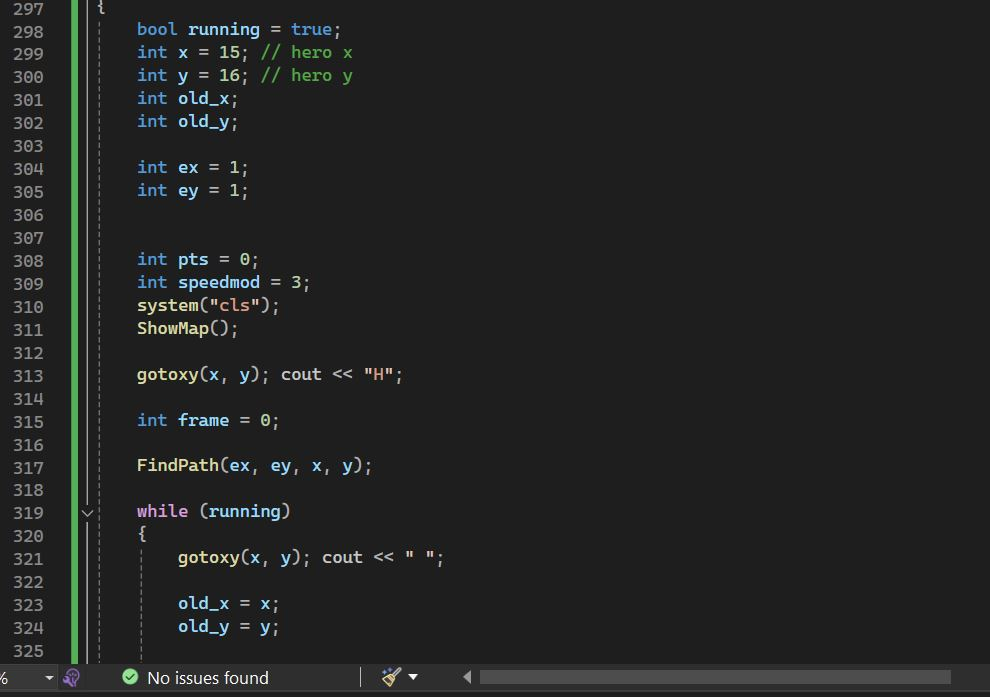 297 {
298 bool running = true;
299 int x = 15; // hero x
300 int y = 16; // hero y
301 int old_x;
302 int old_y;
303
304 int ex = 1;
305 int ey = 1;
306
307
308 int pts = 0;
309 int speedmod = 3;
310 system("cls");
311 ShowMap();
312
313 gotoxy(x, y); cout << "H";
314
315 int frame = 0;
316
317 FindPath(ex, ey, x, y);
318
319 while (running)
320 {
321 gotoxy(x, y); cout << " ";
322
323 old_x = x;
324 old_y = y;
325
% No issues found